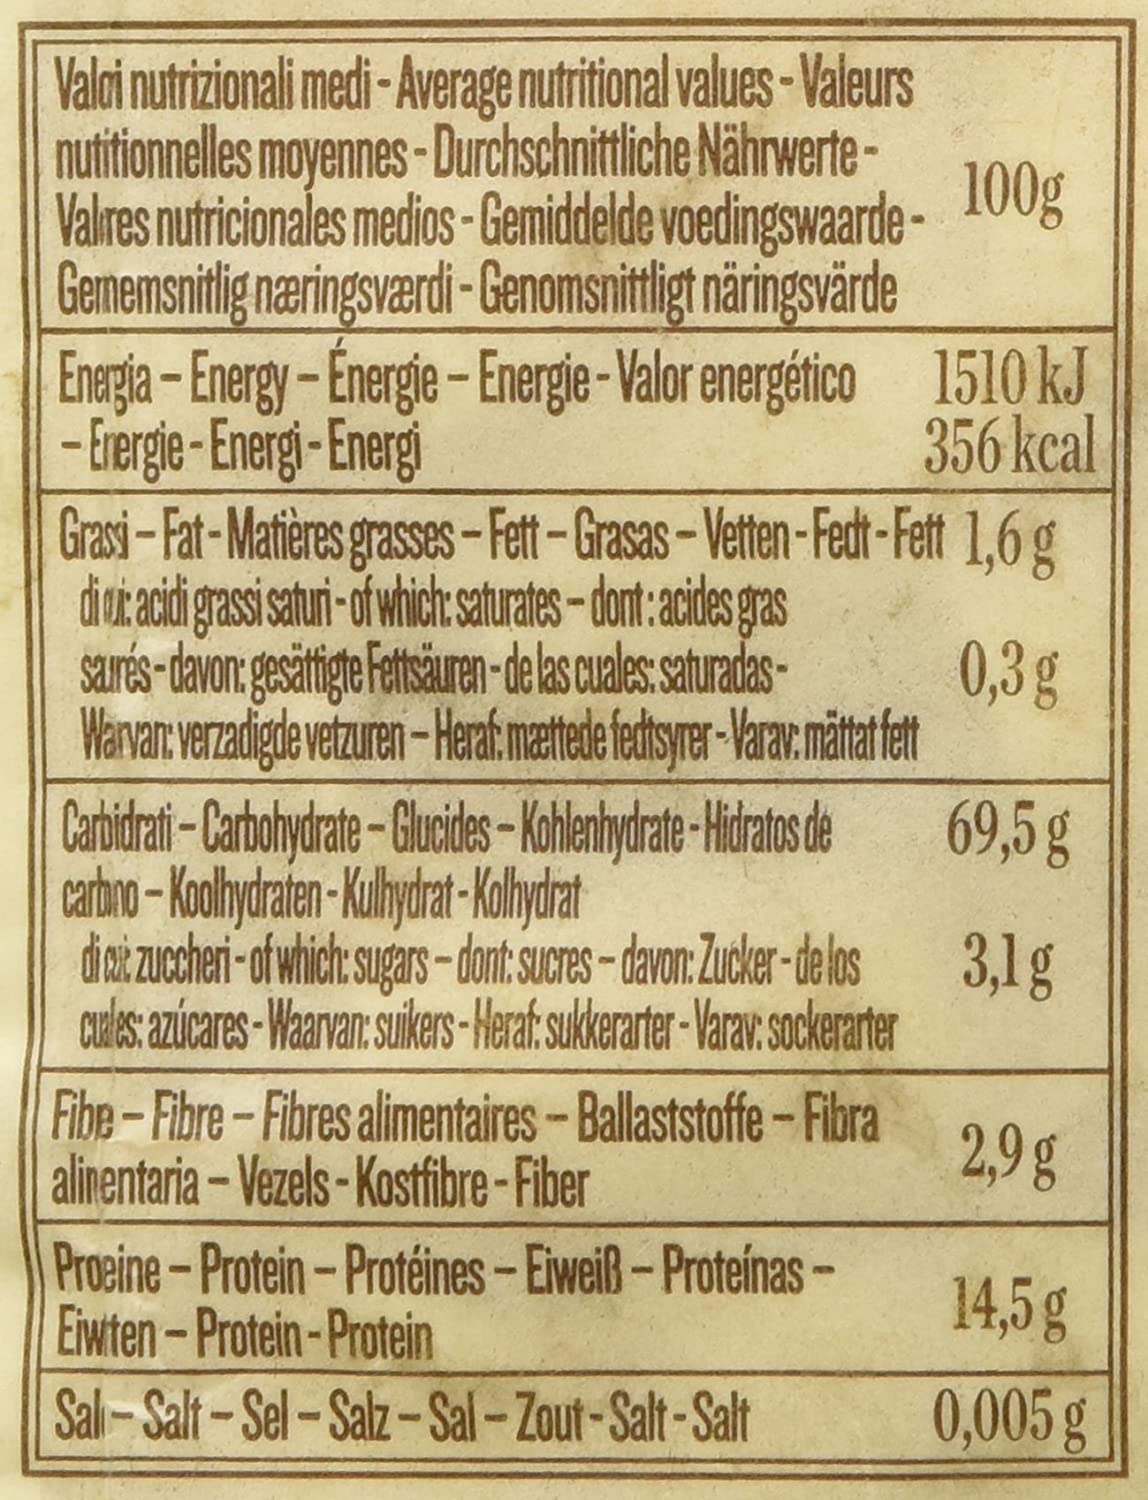 Valori nutrizionali medi - Average nutritional values - Valeurs
nutitionnelles moyennes - Durchschnittliche Nährwerte -
Valores nutricionales medios - Gemiddelde voedingswaarde -
Gennemsnitlig næringsværdi - Genomsnittligt näringsvärde
100g
Energia – Energy – Énergie – Energie - Valor energético
– Energie - Energi - Energi
1510 kJ
356 kcal
Grassi – Fat - Matières grasses – Fett – Grasas – Vetten - Fedt - Fett 1,6 g
di cui: acidi grassi saturi - of which: saturates – dont : acides gras
saturés - davon: gesättigte Fettsäuren - de las cuales: saturadas - 0,3 g
Waarvan: verzadigde vetzuren – Heraf: mættede fedtsyrer - Varav: mättat fett
Carboidrati – Carbohydrate – Glucides – Kohlenhydrate - Hidratos de 69,5 g
carbono – Koolhydraten - Kulhydrat - Kolhydrat
di cui: zuccheri - of which: sugars – dont: sucres – davon: Zucker - de los 3,1 g
cuales: azúcares - Waarvan: suikers - Heraf: sukkerarter - Varav: sockerarter
Fibre – Fibre – Fibres alimentaires – Ballaststoffe – Fibra
alimentaria – Vezels - Kostfibre - Fiber
2,9 g
Proteine – Protein – Protéines – Eiweiß – Proteínas –
Eiwitten – Protein - Protein
14,5 g
Sale – Salt – Sel – Salz – Sal – Zout - Salt - Salt 0,005 g